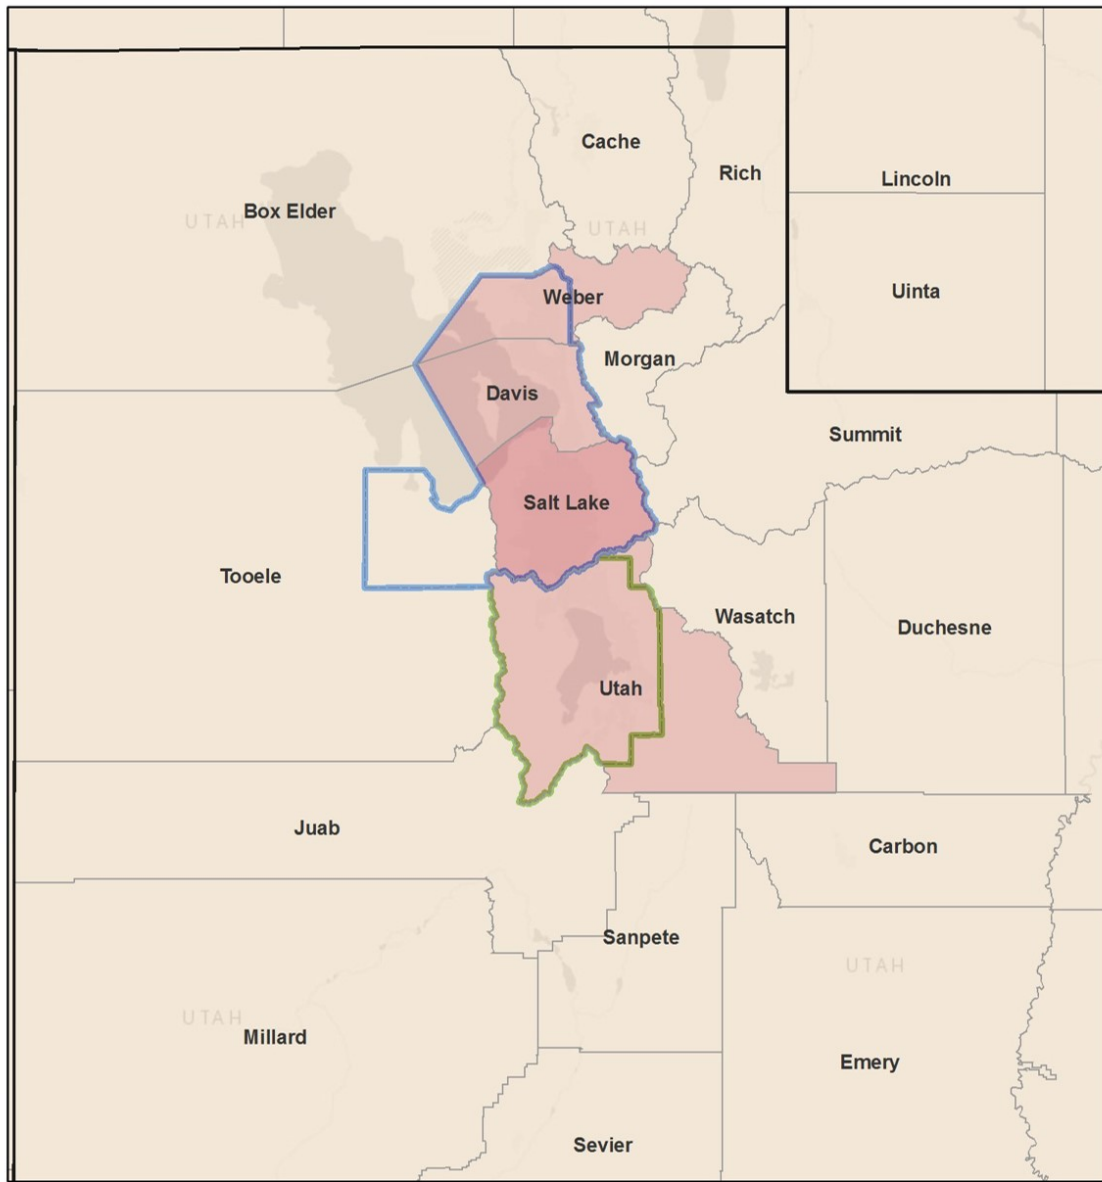 Cache
Rich
Lincoln
Box Elder
UTAH
UTAH
Uinta
Weber
Morgan
Davis
Summit
Salt Lake
Tooele
Wasatch
Duchesne
Utah
Juab
Carbon
Sanpete
UTAH
UTAH
Millard
Emery
Sevier